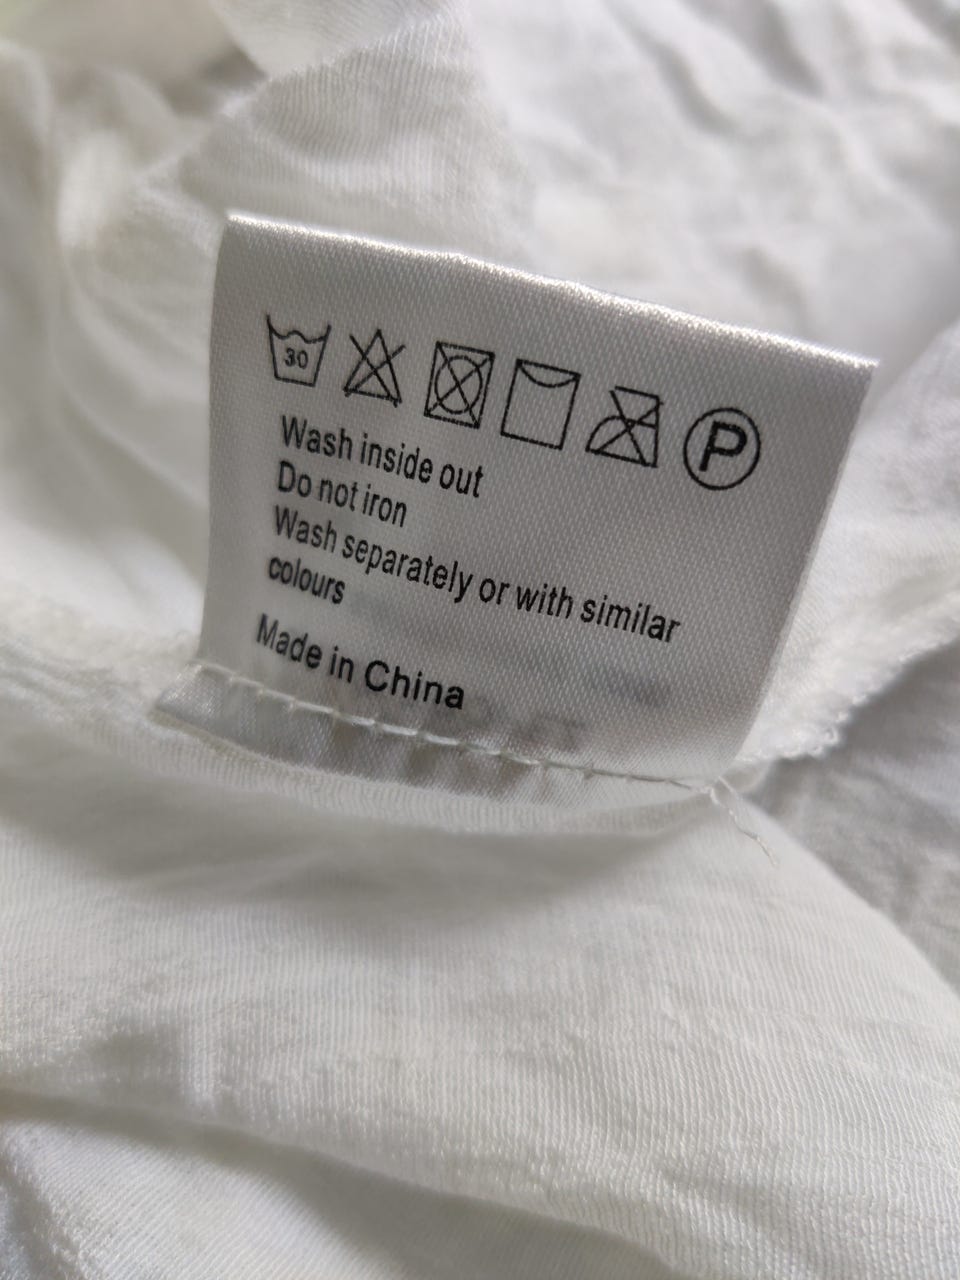 30
P
Wash inside out
Do not iron
Wash separately or with similar
colours
Made in China